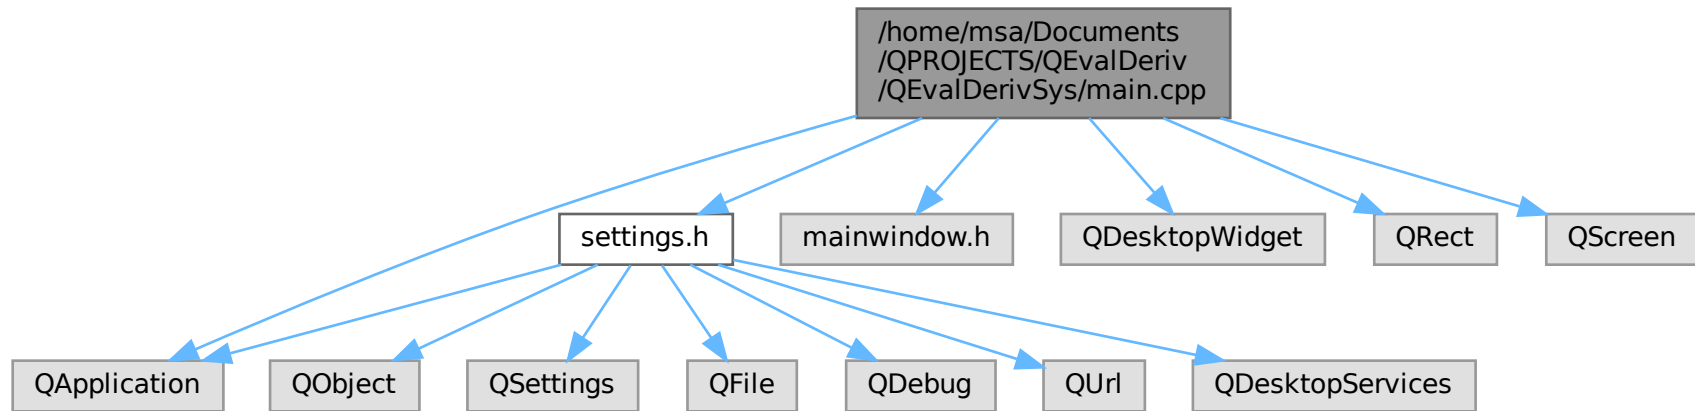 /home/msa/Documents
/QPROJECTS/QEvalDeriv
/QEvalDerivSys/main.cpp
settings.h
mainwindow.h
QDesktopWidget
QRect
QScreen
QApplication
QObject
QSettings
QFile
QDebug
QUrl
QDesktopServices